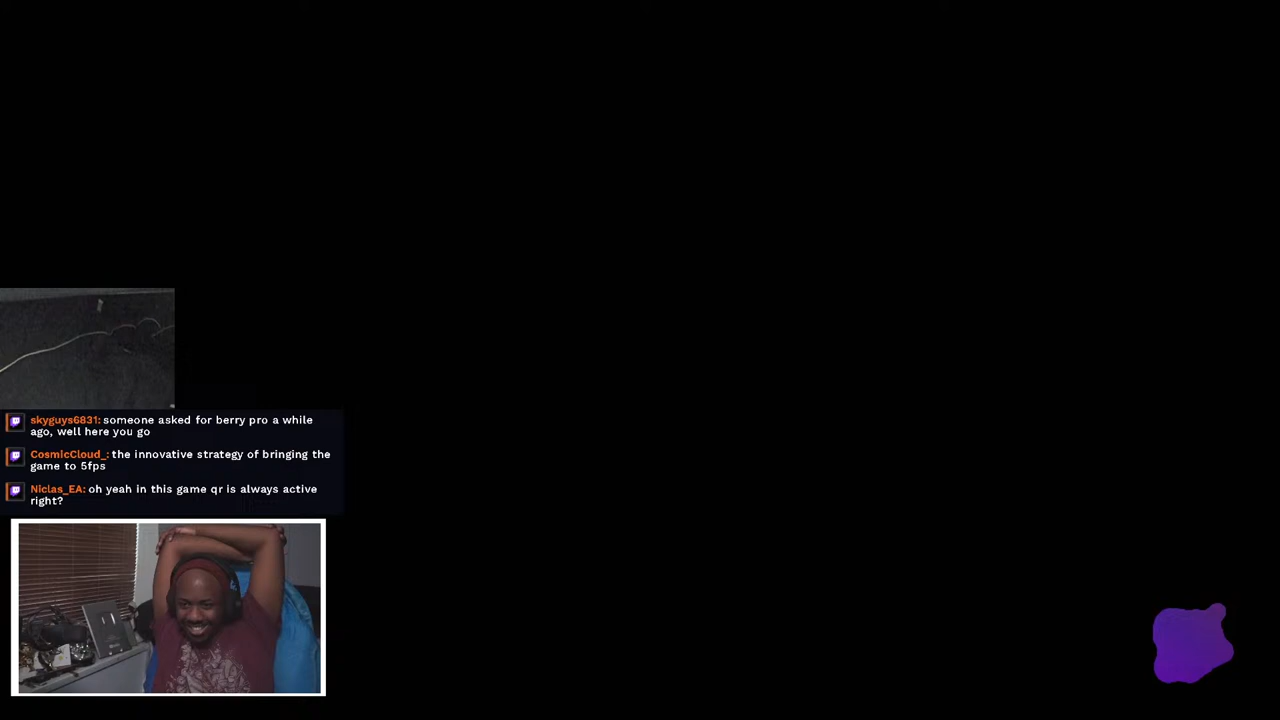 skyguys6831: someone asked for berry pro a while
ago, well here you go
CosmicCloud_: the innovative strategy of bringing the
game to 5fps
Niclas_EA: oh yeah in this game qr is always active
right?